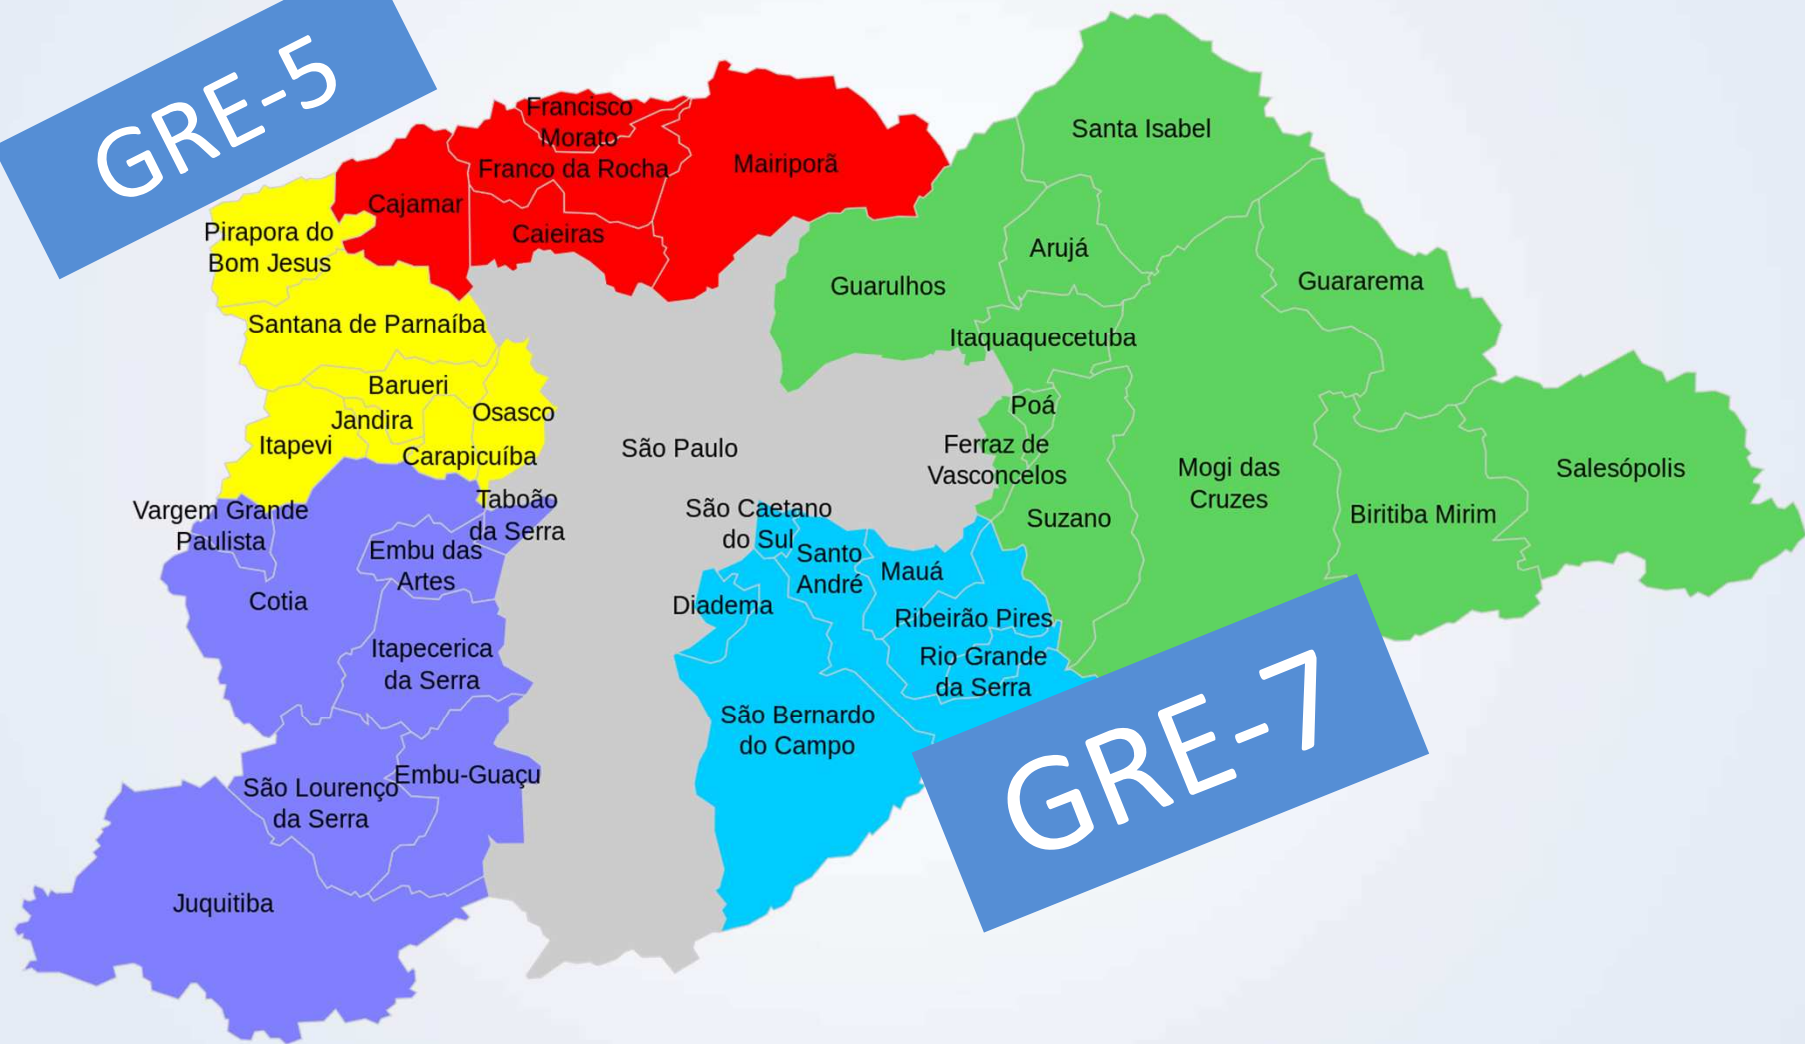 GRE-5
Francisco
Morato
Franco da Rocha
Mairiporã
Santa Isabel
Cajamar
Caieiras
Pirapora do
Bom Jesus
Arujá
Guarulhos
Guararema
Santana de Parnaíba
Itaquaquecetuba
Barueri
Jandira
Osasco
Itapevi
Carapicuíba
São Paulo
Poá
Ferraz de
Vasconcelos
Mogi das
Cruzes
Salesópolis
Biritiba Mirim
Suzano
Vargem Grande
Paulista
Taboão
da Serra
São Caetano
do Sul
Santo
André
Mauá
Embu das
Artes
Cotia
Diadema
Ribeirão Pires
Rio Grande
da Serra
Itapecerica
da Serra
São Bernardo
do Campo
GRE-7
Embu-Guaçu
São Lourenço
da Serra
Juquitiba